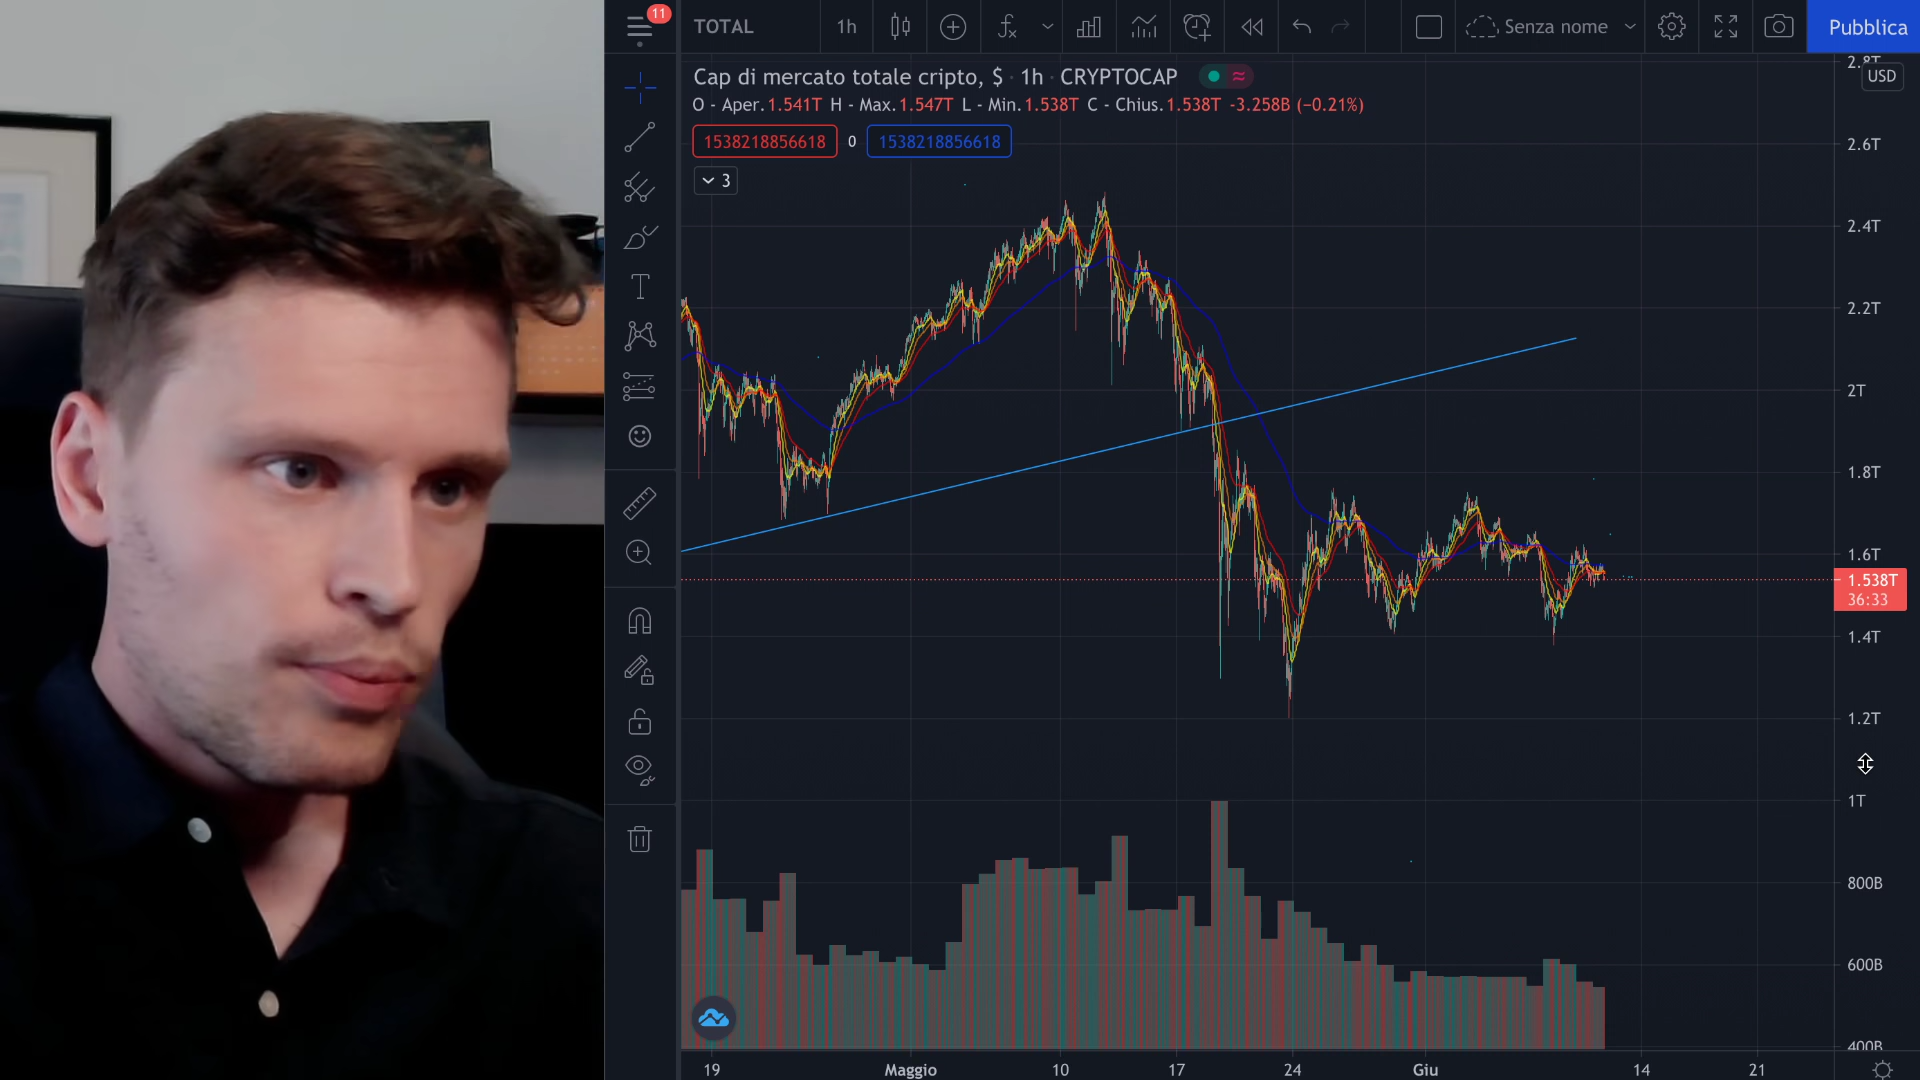 11
TOTAL 1h Senza nome Pubblica
Cap di mercato totale cripto, $ · 1h · CRYPTOCAP
USD
O - Aper.1.541T H - Max.1.547T L - Min.1.538T C - Chius.1.538T -3.258B (−0.21%)
1538218856618 0 1538218856618
3
2.8T
2.6T
2.4T
2.2T
2T
1.8T
1.6T
1.538T
36:33
1.4T
1.2T
1T
800B
600B
400B
19 Maggio 10 17 24 Giu 14 21